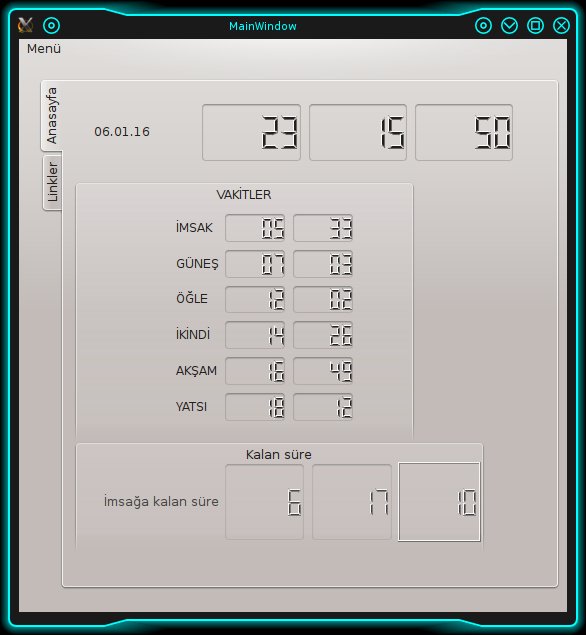 MainWindow
Menü
Anasayfa
Linkler
06.01.16 23 15 50
VAKİTLER
İMSAK 05 33
GÜNEŞ 07 03
ÖĞLE 12 02
İKİNDİ 14 26
AKŞAM 16 49
YATSI 18 12
Kalan süre
İmsağa kalan süre 6 17 10